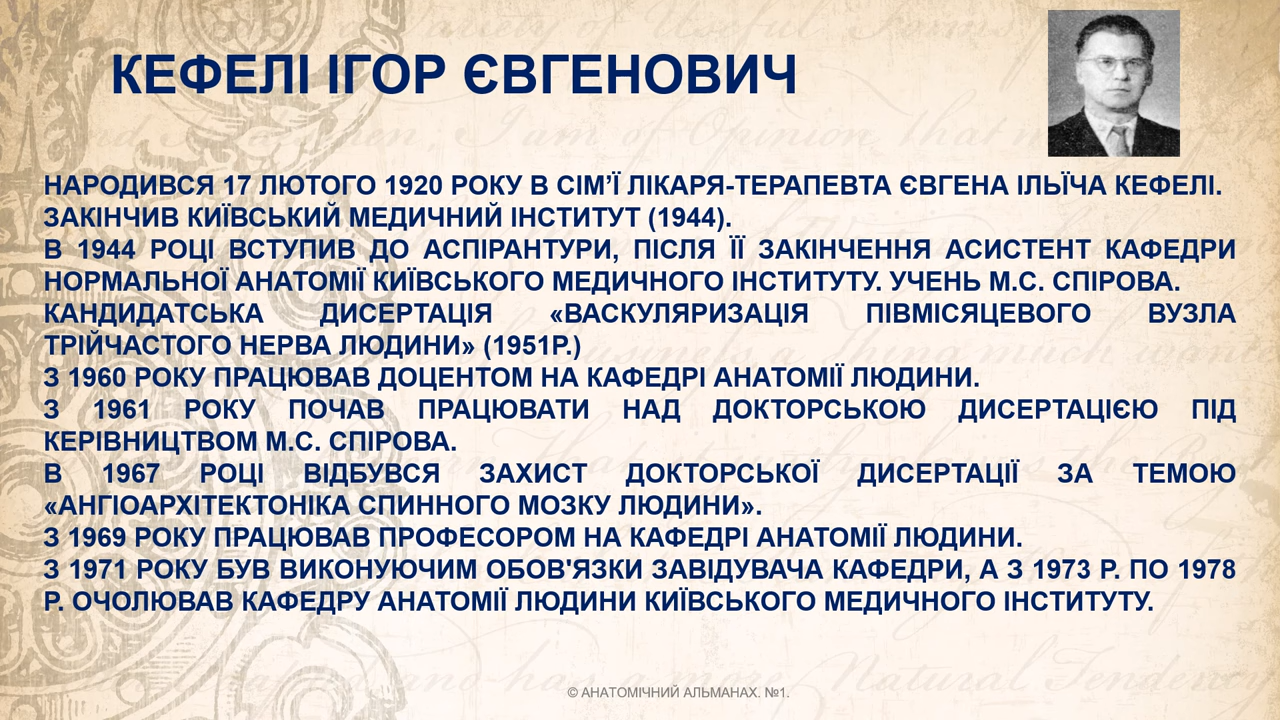 КЕФЕЛІ ІГОР ЄВГЕНОВИЧ
НАРОДИВСЯ 17 ЛЮТОГО 1920 РОКУ В СІМ’Ї ЛІКАРЯ-ТЕРАПЕВТА ЄВГЕНА ІЛЬЇЧА КЕФЕЛІ.
ЗАКІНЧИВ КИЇВСЬКИЙ МЕДИЧНИЙ ІНСТИТУТ (1944).
В 1944 РОЦІ ВСТУПИВ ДО АСПІРАНТУРИ, ПІСЛЯ ЇЇ ЗАКІНЧЕННЯ АСИСТЕНТ КАФЕДРИ
НОРМАЛЬНОЇ АНАТОМІЇ КИЇВСЬКОГО МЕДИЧНОГО ІНСТИТУТУ. УЧЕНЬ М.С. СПІРОВА.
КАНДИДАТСЬКА ДИСЕРТАЦІЯ «ВАСКУЛЯРИЗАЦІЯ ПІВМІСЯЦЕВОГО ВУЗЛА
ТРІЙЧАСТОГО НЕРВА ЛЮДИНИ» (1951Р.)
З 1960 РОКУ ПРАЦЮВАВ ДОЦЕНТОМ НА КАФЕДРІ АНАТОМІЇ ЛЮДИНИ.
З 1961 РОКУ ПОЧАВ ПРАЦЮВАТИ НАД ДОКТОРСЬКОЮ ДИСЕРТАЦІЄЮ ПІД
КЕРІВНИЦТВОМ М.С. СПІРОВА.
В 1967 РОЦІ ВІДБУВСЯ ЗАХИСТ ДОКТОРСЬКОЇ ДИСЕРТАЦІЇ ЗА ТЕМОЮ
«АНГІОАРХІТЕКТОНІКА СПИННОГО МОЗКУ ЛЮДИНИ».
З 1969 РОКУ ПРАЦЮВАВ ПРОФЕСОРОМ НА КАФЕДРІ АНАТОМІЇ ЛЮДИНИ.
З 1971 РОКУ БУВ ВИКОНУЮЧИМ ОБОВ'ЯЗКИ ЗАВІДУВАЧА КАФЕДРИ, А З 1973 Р. ПО 1978
Р. ОЧОЛЮВАВ КАФЕДРУ АНАТОМІЇ ЛЮДИНИ КИЇВСЬКОГО МЕДИЧНОГО ІНСТИТУТУ.
© АНАТОМІЧНИЙ АЛЬМАНАХ. №1.